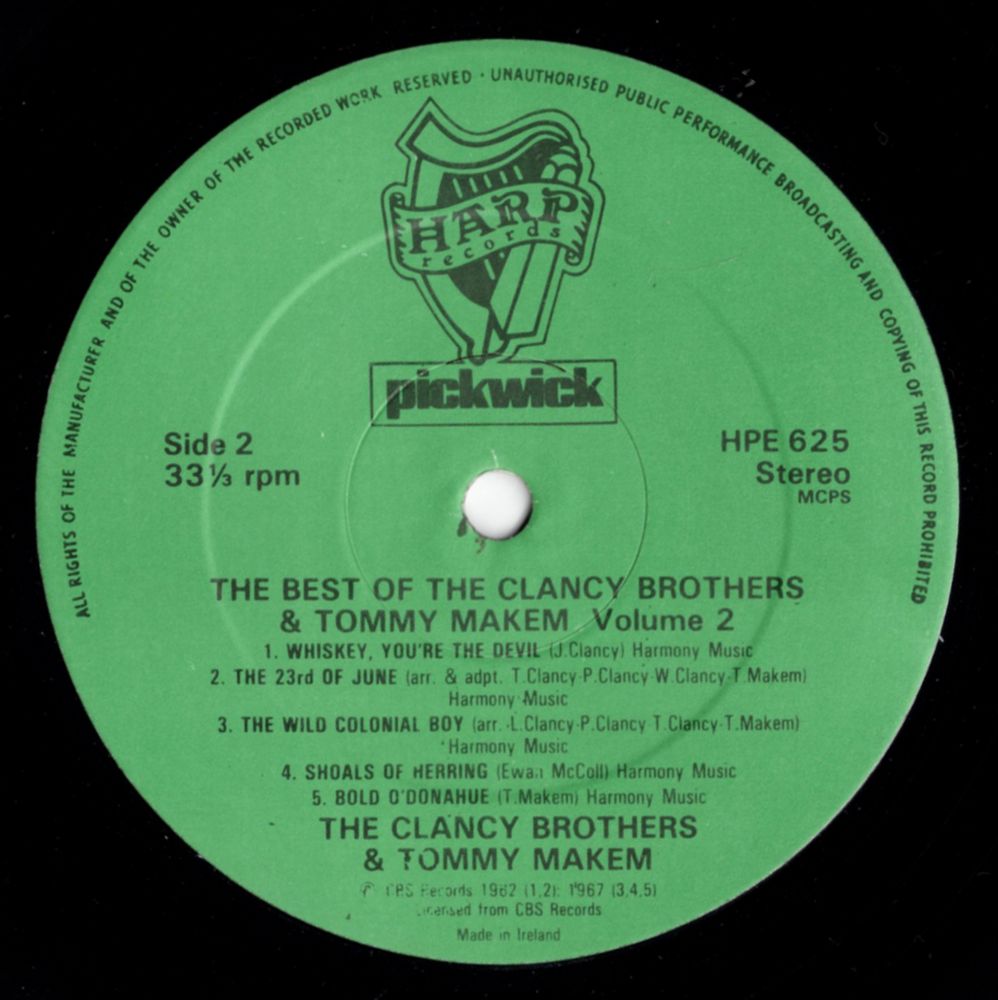 ALL RIGHTS OF THE MANUFACTURER AND OF THE OWNER OF THE RECORDED WORK RESERVED · UNAUTHORISED PUBLIC PERFORMANCE BROADCASTING AND COPYING OF THIS RECORD PROHIBITED
HARP
records
pickwick
Side 2
33⅓ rpm
HPE 625
Stereo
MCPS
THE BEST OF THE CLANCY BROTHERS
& TOMMY MAKEM Volume 2
1. WHISKEY, YOU'RE THE DEVIL (J.Clancy) Harmony Music
2. THE 23rd OF JUNE (arr. & adpt. T.Clancy-P.Clancy-W.Clancy-T.Makem)
Harmony Music
3. THE WILD COLONIAL BOY (arr. L.Clancy-P.Clancy-T.Clancy-T.Makem)
Harmony Music
4. SHOALS OF HERRING (Ewan McColl) Harmony Music
5. BOLD O'DONAHUE (T.Makem) Harmony Music
THE CLANCY BROTHERS
& TOMMY MAKEM
℗ CBS Records 1962 (1,2): 1967 (3,4,5)
Licensed from CBS Records
Made in Ireland